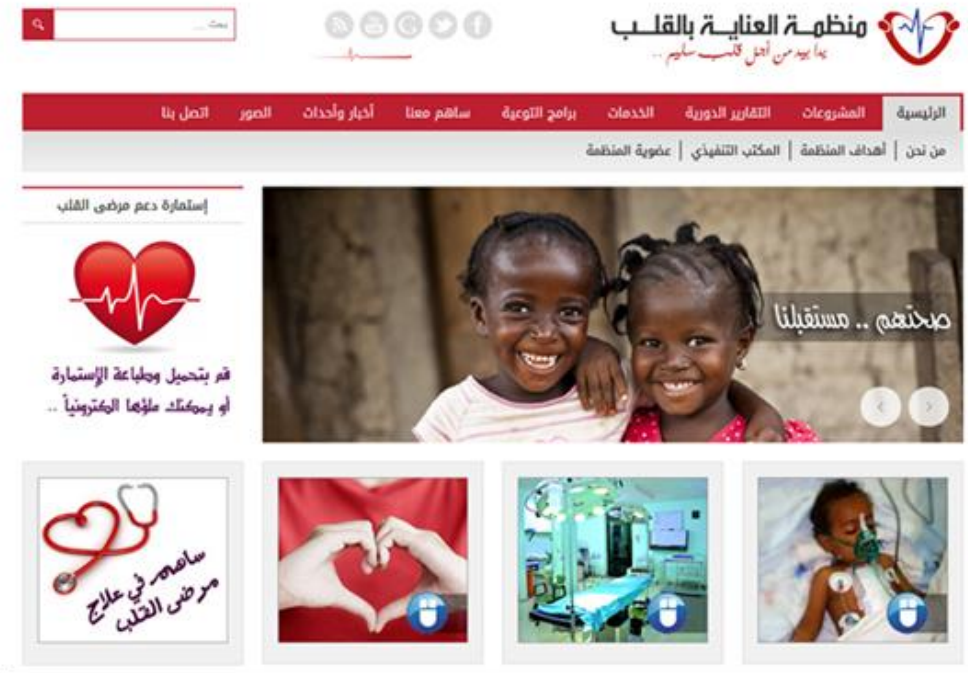 منظمة العناية بالقلب
يدا بيد من أجل قلب سليم ..
بحث ...
الرئيسية
المشروعات
التقارير الدورية
الخدمات
برامج التوعية
ساهم معنا
أخبار وأحداث
الصور
اتصل بنا
من نحن | أهداف المنظمة | المكتب التنفيذي | عضوية المنظمة
صحتهم .. مستقبلنا
إستمارة دعم مرضى القلب
قم بتحميل وطباعة الإستمارة
أو يمكنك ملؤها الكترونياً ..
ساهم في علاج
مرضى القلب